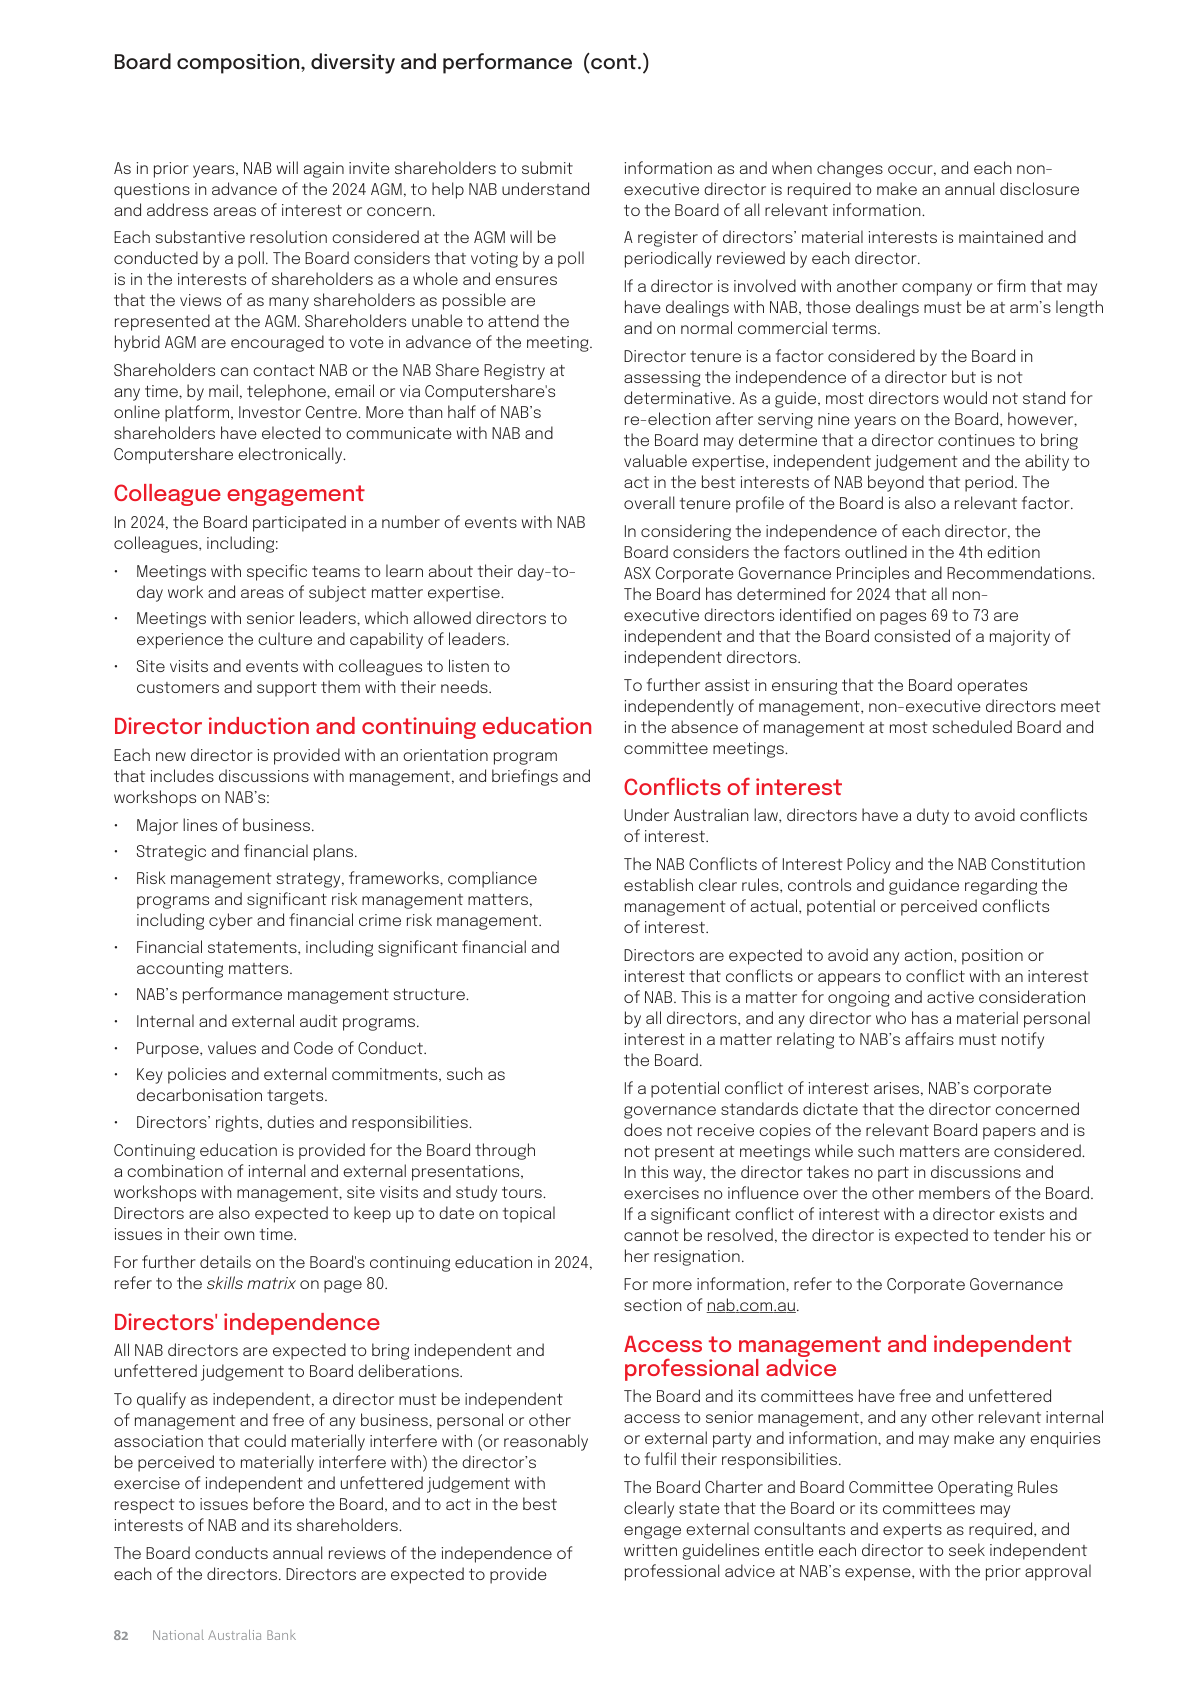 Board composition, diversity and performance (cont.)
As in prior years, NAB will again invite shareholders to submit
questions in advance of the 2024 AGM, to help NAB understand
and address areas of interest or concern.
Each substantive resolution considered at the AGM will be
conducted by a poll. The Board considers that voting by a poll
is in the interests of shareholders as a whole and ensures
that the views of as many shareholders as possible are
represented at the AGM. Shareholders unable to attend the
hybrid AGM are encouraged to vote in advance of the meeting.
Shareholders can contact NAB or the NAB Share Registry at
any time, by mail, telephone, email or via Computershare's
online platform, Investor Centre. More than half of NAB's
shareholders have elected to communicate with NAB and
Computershare electronically.
Colleague engagement
In 2024, the Board participated in a number of events with NAB
colleagues, including:
• Meetings with specific teams to learn about their day-to-
day work and areas of subject matter expertise.
• Meetings with senior leaders, which allowed directors to
experience the culture and capability of leaders.
• Site visits and events with colleagues to listen to
customers and support them with their needs.
Director induction and continuing education
Each new director is provided with an orientation program
that includes discussions with management, and briefings and
workshops on NAB's:
• Major lines of business.
• Strategic and financial plans.
• Risk management strategy, frameworks, compliance
programs and significant risk management matters,
including cyber and financial crime risk management.
• Financial statements, including significant financial and
accounting matters.
• NAB's performance management structure.
• Internal and external audit programs.
• Purpose, values and Code of Conduct.
• Key policies and external commitments, such as
decarbonisation targets.
• Directors' rights, duties and responsibilities.
Continuing education is provided for the Board through
a combination of internal and external presentations,
workshops with management, site visits and study tours.
Directors are also expected to keep up to date on topical
issues in their own time.
For further details on the Board's continuing education in 2024,
refer to the skills matrix on page 80.
Directors' independence
All NAB directors are expected to bring independent and
unfettered judgement to Board deliberations.
To qualify as independent, a director must be independent
of management and free of any business, personal or other
association that could materially interfere with (or reasonably
be perceived to materially interfere with) the director's
exercise of independent and unfettered judgement with
respect to issues before the Board, and to act in the best
interests of NAB and its shareholders.
The Board conducts annual reviews of the independence of
each of the directors. Directors are expected to provide
information as and when changes occur, and each non-
executive director is required to make an annual disclosure
to the Board of all relevant information.
A register of directors' material interests is maintained and
periodically reviewed by each director.
If a director is involved with another company or firm that may
have dealings with NAB, those dealings must be at arm's length
and on normal commercial terms.
Director tenure is a factor considered by the Board in
assessing the independence of a director but is not
determinative. As a guide, most directors would not stand for
re-election after serving nine years on the Board, however,
the Board may determine that a director continues to bring
valuable expertise, independent judgement and the ability to
act in the best interests of NAB beyond that period. The
overall tenure profile of the Board is also a relevant factor.
In considering the independence of each director, the
Board considers the factors outlined in the 4th edition
ASX Corporate Governance Principles and Recommendations.
The Board has determined for 2024 that all non-
executive directors identified on pages 69 to 73 are
independent and that the Board consisted of a majority of
independent directors.
To further assist in ensuring that the Board operates
independently of management, non-executive directors meet
in the absence of management at most scheduled Board and
committee meetings.
Conflicts of interest
Under Australian law, directors have a duty to avoid conflicts
of interest.
The NAB Conflicts of Interest Policy and the NAB Constitution
establish clear rules, controls and guidance regarding the
management of actual, potential or perceived conflicts
of interest.
Directors are expected to avoid any action, position or
interest that conflicts or appears to conflict with an interest
of NAB. This is a matter for ongoing and active consideration
by all directors, and any director who has a material personal
interest in a matter relating to NAB's affairs must notify
the Board.
If a potential conflict of interest arises, NAB's corporate
governance standards dictate that the director concerned
does not receive copies of the relevant Board papers and is
not present at meetings while such matters are considered.
In this way, the director takes no part in discussions and
exercises no influence over the other members of the Board.
If a significant conflict of interest with a director exists and
cannot be resolved, the director is expected to tender his or
her resignation.
For more information, refer to the Corporate Governance
section of nab.com.au.
Access to management and independent
professional advice
The Board and its committees have free and unfettered
access to senior management, and any other relevant internal
or external party and information, and may make any enquiries
to fulfil their responsibilities.
The Board Charter and Board Committee Operating Rules
clearly state that the Board or its committees may
engage external consultants and experts as required, and
written guidelines entitle each director to seek independent
professional advice at NAB's expense, with the prior approval
82 National Australia Bank